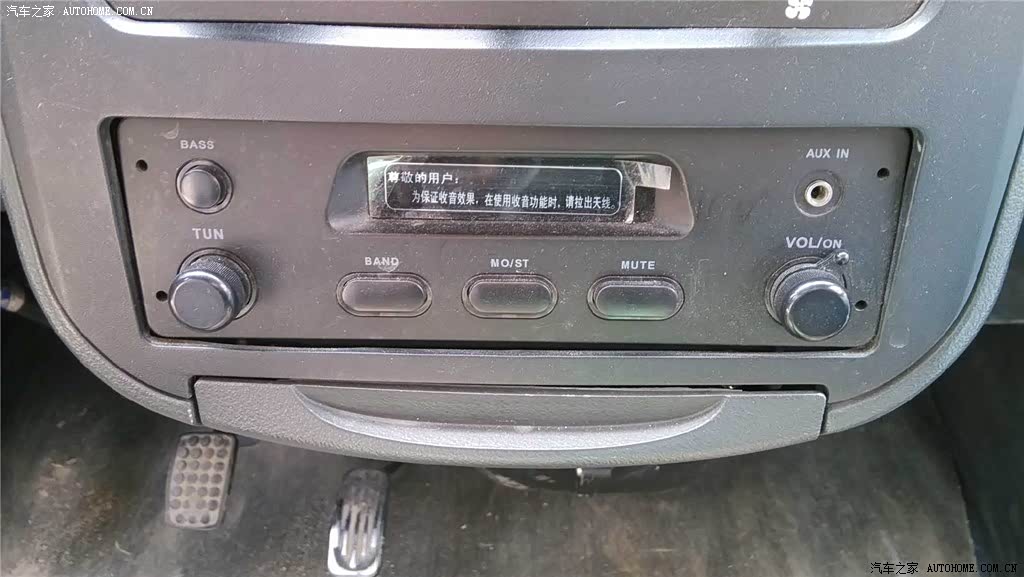 汽车之家 AUTOHOME.COM.CN
BASS
AUX IN
尊敬的用户：
为保证收音效果，在使用收音功能时，请拉出天线。
TUN
VOL/ON
BAND
MO/ST
MUTE
汽车之家 AUTOHOME.COM.CN